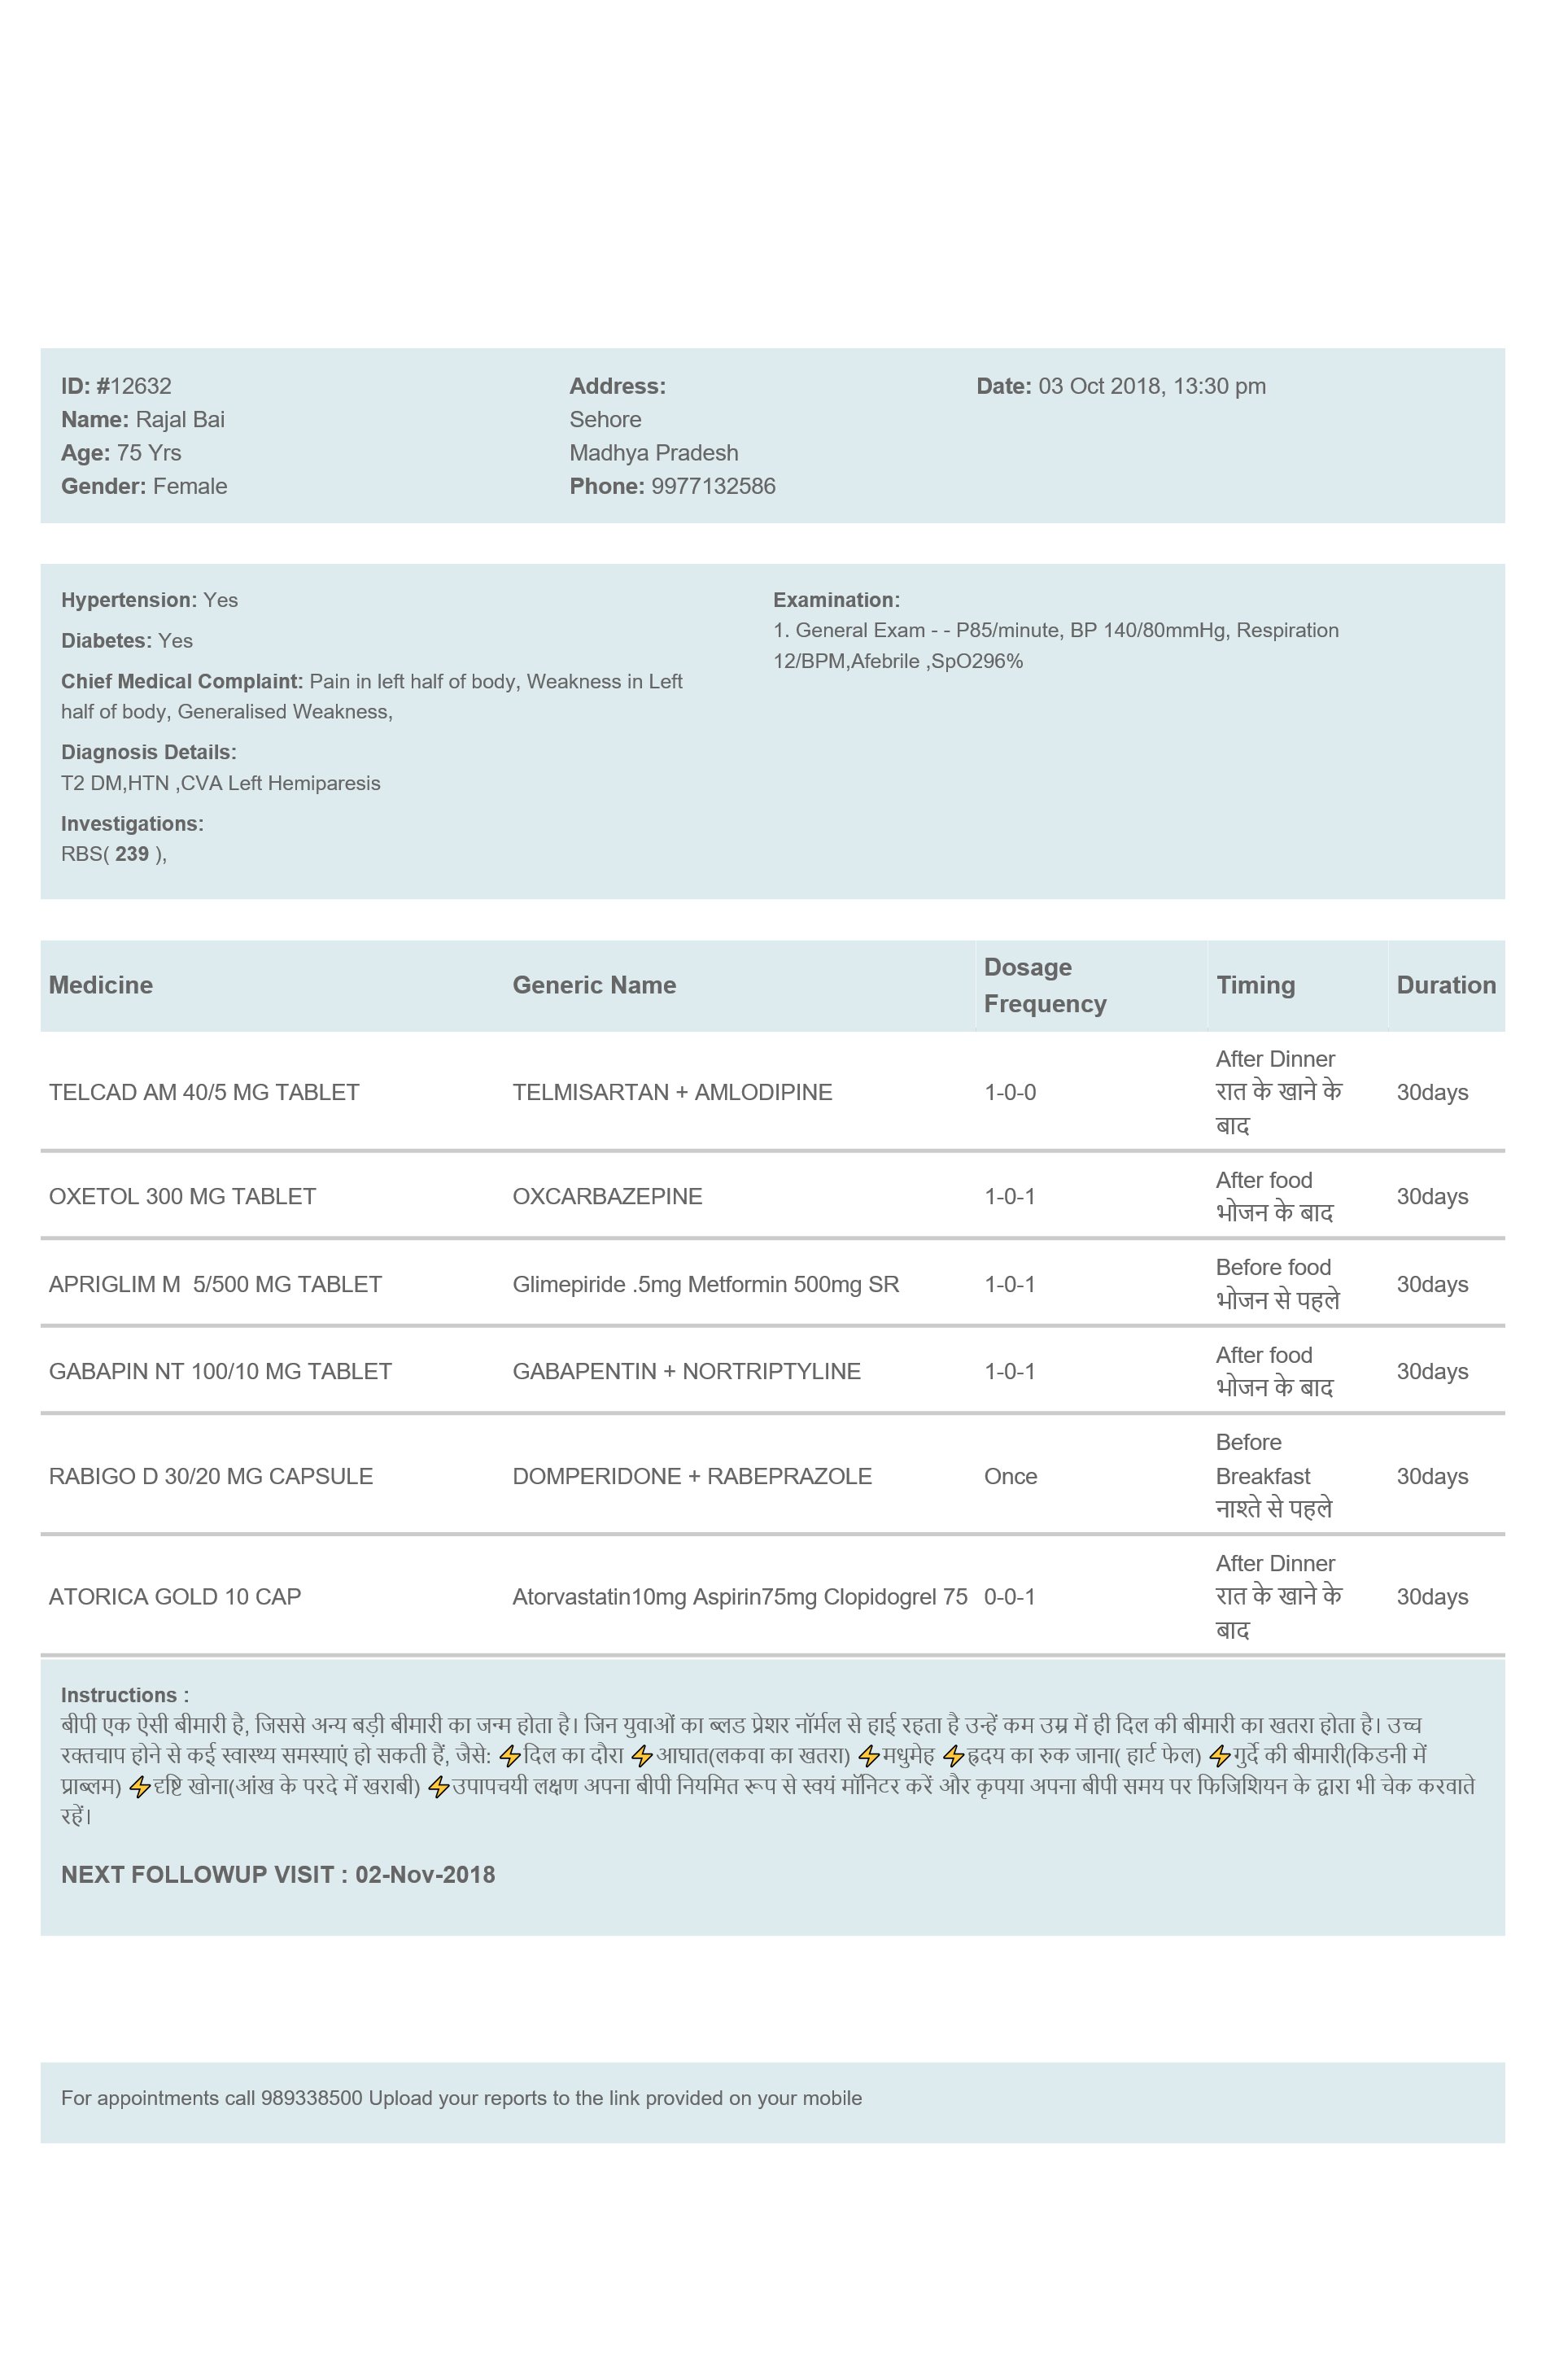 ID: #12632
Name: Rajal Bai
Age: 75 Yrs
Gender: Female
Address:
Sehore
Madhya Pradesh
Phone: 9977132586
Date: 03 Oct 2018, 13:30 pm
Hypertension: Yes
Diabetes: Yes
Chief Medical Complaint: Pain in left half of body, Weakness in Left
half of body, Generalised Weakness,
Diagnosis Details:
T2 DM,HTN ,CVA Left Hemiparesis
Investigations:
RBS( 239 ),
Examination:
1. General Exam - - P85/minute, BP 140/80mmHg, Respiration
12/BPM,Afebrile ,SpO296%
Medicine Generic Name Dosage Frequency Timing Duration
TELCAD AM 40/5 MG TABLET TELMISARTAN + AMLODIPINE 1-0-0 After Dinner रात के खाने के बाद 30days
OXETOL 300 MG TABLET OXCARBAZEPINE 1-0-1 After food भोजन के बाद 30days
APRIGLIM M 5/500 MG TABLET Glimepiride .5mg Metformin 500mg SR 1-0-1 Before food भोजन से पहले 30days
GABAPIN NT 100/10 MG TABLET GABAPENTIN + NORTRIPTYLINE 1-0-1 After food भोजन के बाद 30days
RABIGO D 30/20 MG CAPSULE DOMPERIDONE + RABEPRAZOLE Once Before Breakfast नाश्ते से पहले 30days
ATORICA GOLD 10 CAP Atorvastatin10mg Aspirin75mg Clopidogrel 75 0-0-1 After Dinner रात के खाने के बाद 30days
Instructions :
बीपी एक ऐसी बीमारी है, जिससे अन्य बड़ी बीमारी का जन्म होता है। जिन युवाओं का ब्लड प्रेशर नॉर्मल से हाई रहता है उन्हें कम उम्र में ही दिल की बीमारी का खतरा होता है। उच्च
रक्तचाप होने से कई स्वास्थ्य समस्याएं हो सकती हैं, जैसे: ⚡दिल का दौरा ⚡आघात(लकवा का खतरा) ⚡मधुमेह ⚡ह्रदय का रुक जाना( हार्ट फेल) ⚡गुर्दे की बीमारी(किडनी में
प्राब्लम) ⚡दृष्टि खोना(आंख के परदे में खराबी) ⚡उपापचयी लक्षण अपना बीपी नियमित रूप से स्वयं मॉनिटर करें और कृपया अपना बीपी समय पर फिजिशियन के द्वारा भी चेक करवाते
रहें।
NEXT FOLLOWUP VISIT : 02-Nov-2018
For appointments call 989338500 Upload your reports to the link provided on your mobile